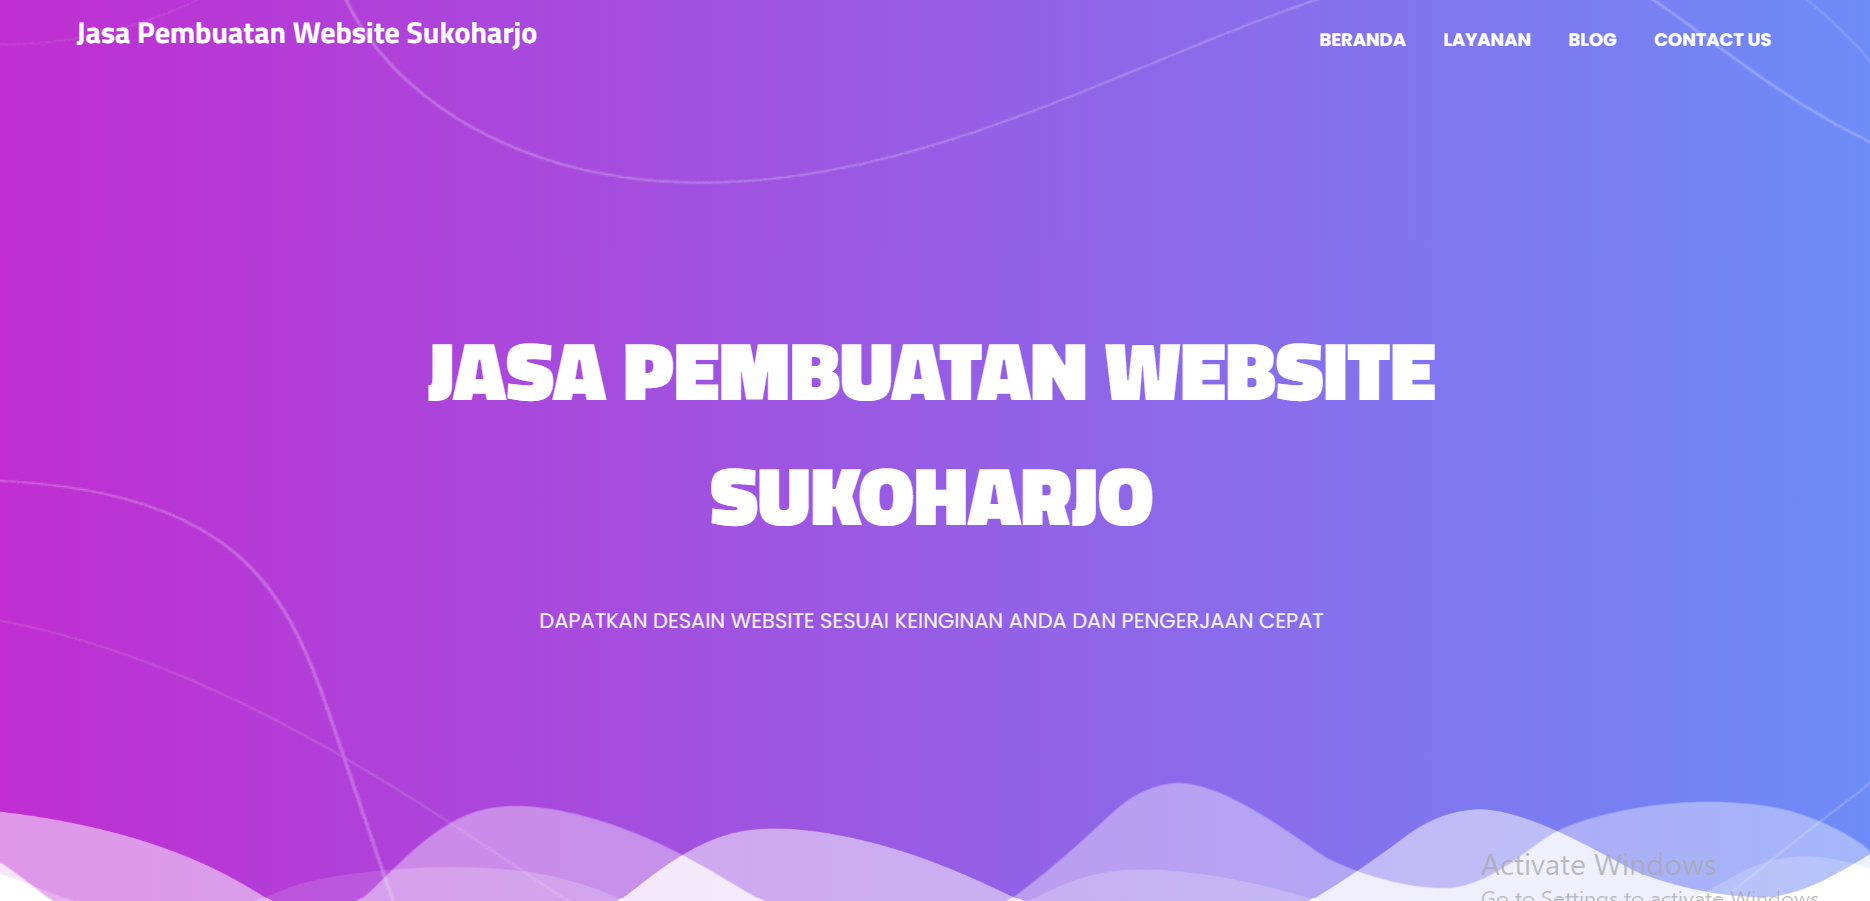 Jasa Pembuatan Website Sukoharjo
BERANDA LAYANAN BLOG CONTACT US
JASA PEMBUATAN WEBSITE
SUKOHARJO
DAPATKAN DESAIN WEBSITE SESUAI KEINGINAN ANDA DAN PENGERJAAN CEPAT
Activate Windows
Go to Settings to activate Windows